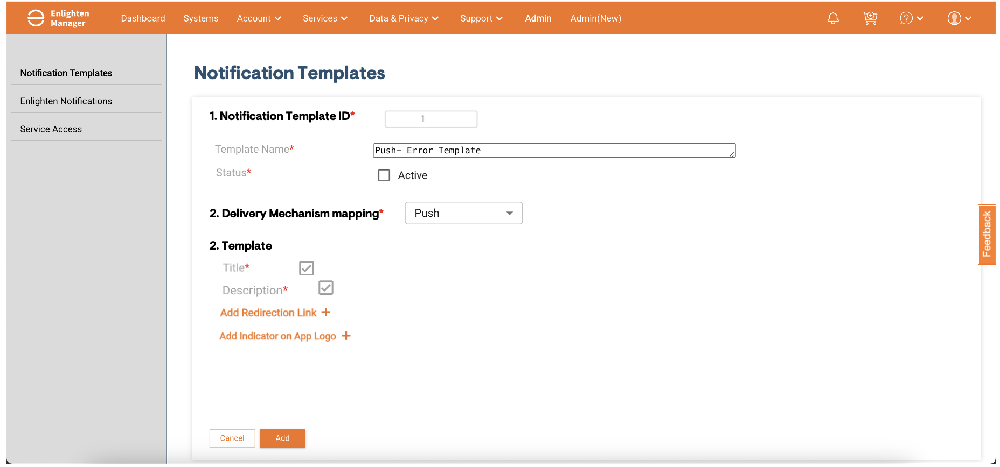 Enlighten
Manager
Dashboard Systems Account Services Data & Privacy Support Admin Admin(New)
Notification Templates
Enlighten Notifications
Service Access
Notification Templates
1. Notification Template ID* 1
Template Name* Push- Error Template
Status* Active
2. Delivery Mechanism mapping* Push
2. Template
Title*
Description*
Add Redirection Link +
Add Indicator on App Logo +
Cancel Add
Feedback